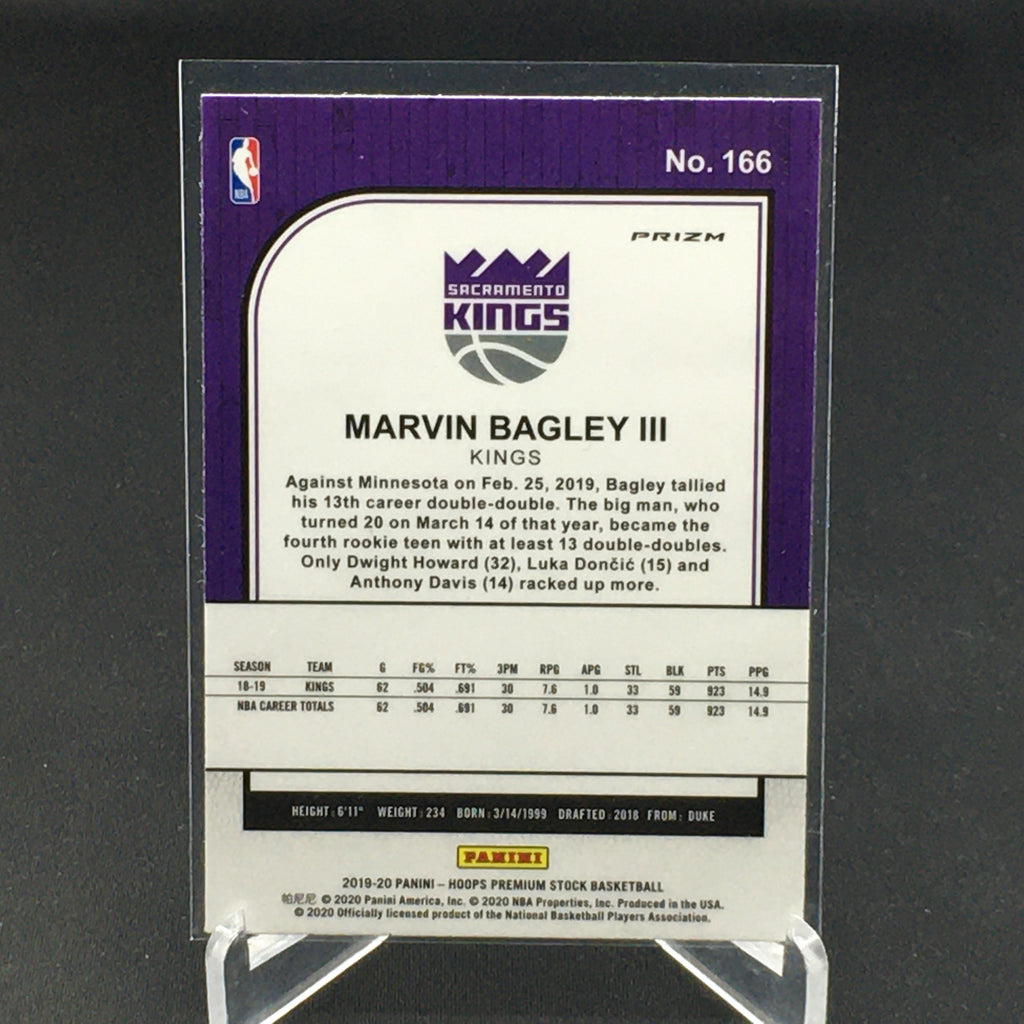 No. 166
NBA
PRIZM
SACRAMENTO
KINGS
MARVIN BAGLEY III
KINGS
Against Minnesota on Feb. 25, 2019, Bagley tallied
his 13th career double-double. The big man, who
turned 20 on March 14 of that year, became the
fourth rookie teen with at least 13 double-doubles.
Only Dwight Howard (32), Luka Dončić (15) and
Anthony Davis (14) racked up more.
SEASON TEAM G FG% FT% 3PM RPG APG STL BLK PTS PPG
18-19 KINGS 62 .504 .691 30 7.6 1.0 33 59 923 14.9
NBA CAREER TOTALS 62 .504 .691 30 7.6 1.0 33 59 923 14.9
HEIGHT: 6'11" WEIGHT: 234 BORN: 3/14/1999 DRAFTED: 2018 FROM: DUKE
PANINI
2019-20 PANINI – HOOPS PREMIUM STOCK BASKETBALL
帕尼尼 © 2020 Panini America, Inc. © 2020 NBA Properties, Inc. Produced in the USA.
© 2020 Officially licensed product of the National Basketball Players Association.